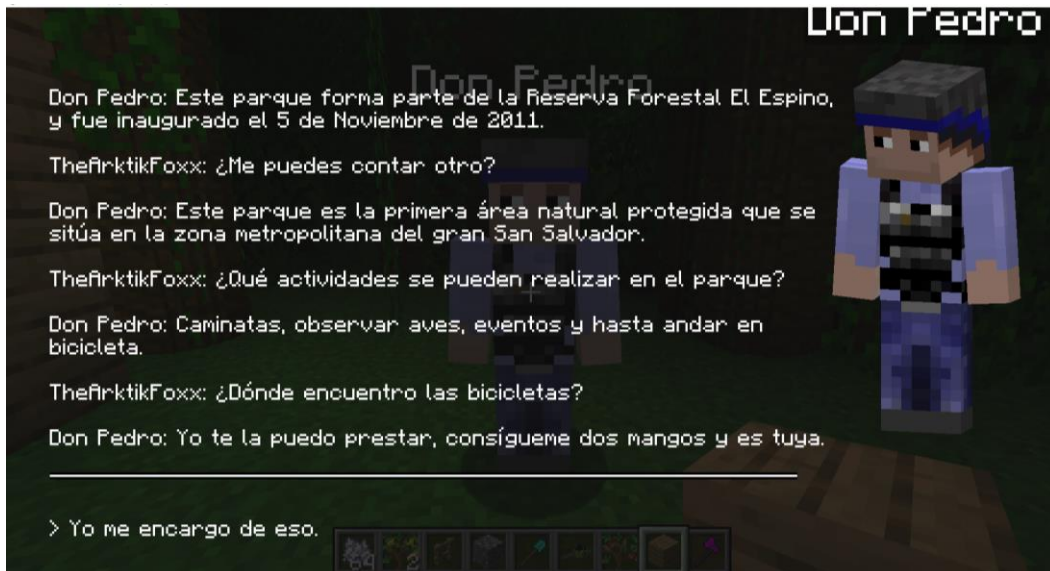 Don Pedro
Don Pedro
Don Pedro: Este parque forma parte de la Reserva Forestal El Espino,
y fue inaugurado el 5 de Noviembre de 2011.
TheArktikFoxx: ¿Me puedes contar otro?
Don Pedro: Este parque es la primera área natural protegida que se
sitúa en la zona metropolitana del gran San Salvador.
TheArktikFoxx: ¿Qué actividades se pueden realizar en el parque?
Don Pedro: Caminatas, observar aves, eventos y hasta andar en
bicicleta.
TheArktikFoxx: ¿Dónde encuentro las bicicletas?
Don Pedro: Yo te la puedo prestar, consígueme dos mangos y es tuya.
> Yo me encargo de eso.
64 2